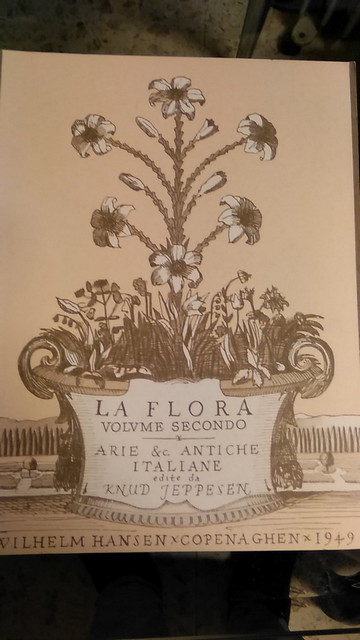 LA FLORA
VOLVME SECONDO
ARIE &c. ANTICHE
ITALIANE
edite da
KNUD JEPPESEN
WILHELM HANSEN × COPENAGHEN × 1949